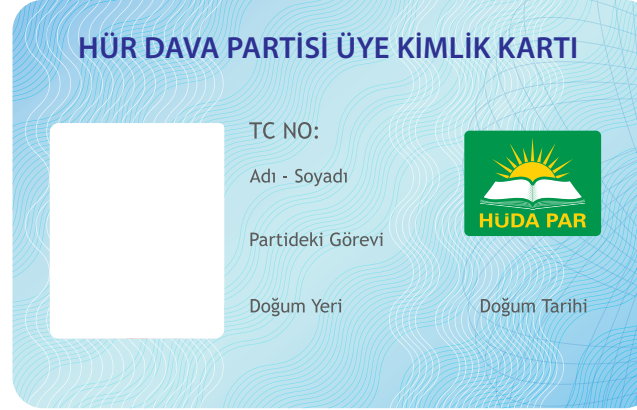 HÜR DAVA PARTİSİ ÜYE KİMLİK KARTI
TC NO:
Adı - Soyadı
HÜDA PAR
Partideki Görevi
Doğum Yeri
Doğum Tarihi